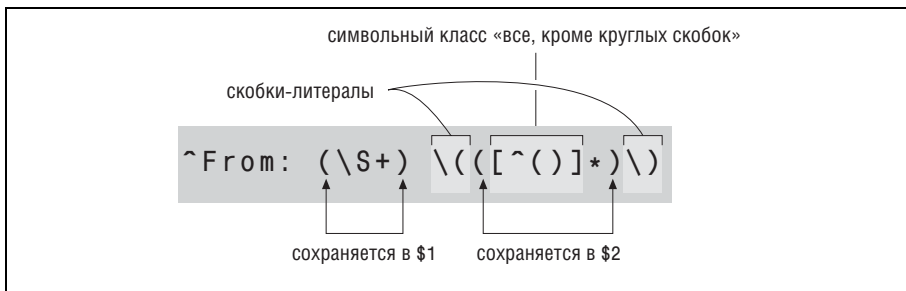 символьный класс «все, кроме круглых скобок»
скобки-литералы
^From: (\S+) \(([^()]*)\)
сохраняется в $1 сохраняется в $2